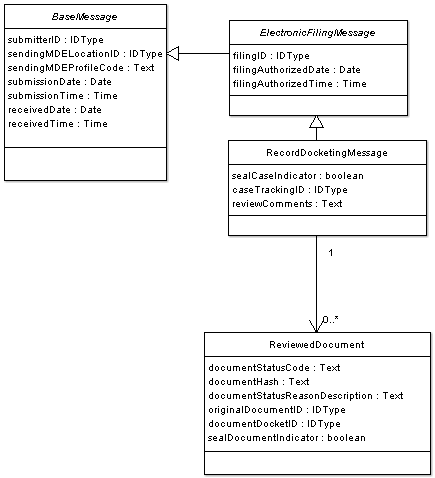 BaseMessage
submitterID : IDType
sendingMDELocationID : IDType
sendingMDEProfileCode : Text
submissionDate : Date
submissionTime : Time
receivedDate : Date
receivedTime : Time
ElectronicFilingMessage
filingID : IDType
filingAuthorizedDate : Date
filingAuthorizedTime : Time
RecordDocketingMessage
sealCaseIndicator : boolean
caseTrackingID : IDType
reviewComments : Text
1
0..*
ReviewedDocument
documentStatusCode : Text
documentHash : Text
documentStatusReasonDescription : Text
originalDocumentID : IDType
documentDocketID : IDType
sealDocumentIndicator : boolean